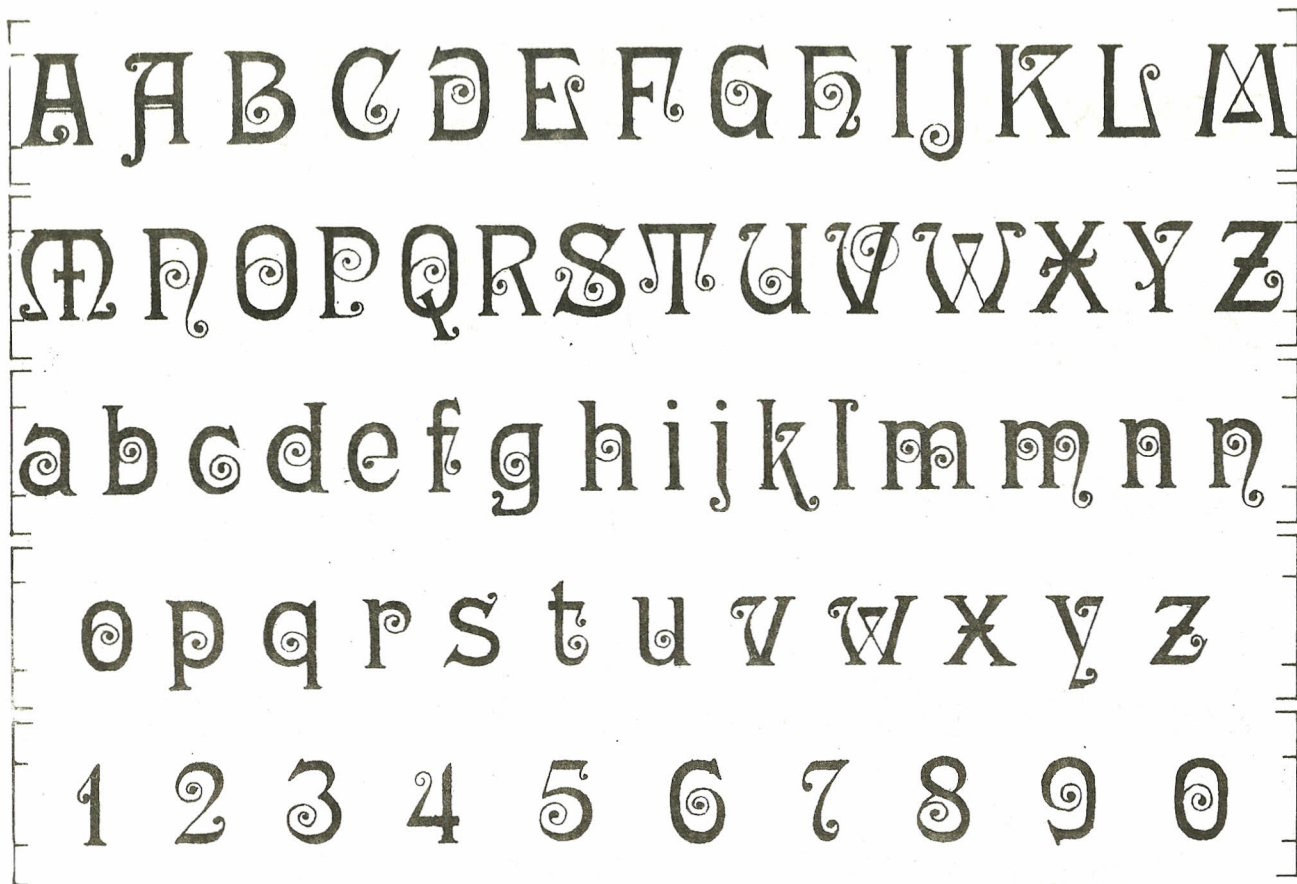 A A B C D E F G H I J K L M
M N O P Q R S T U V W X Y Z
a b c d e f g h i j k l m m n n
o p q r s t u v w x y z
1 2 3 4 5 6 7 8 9 0